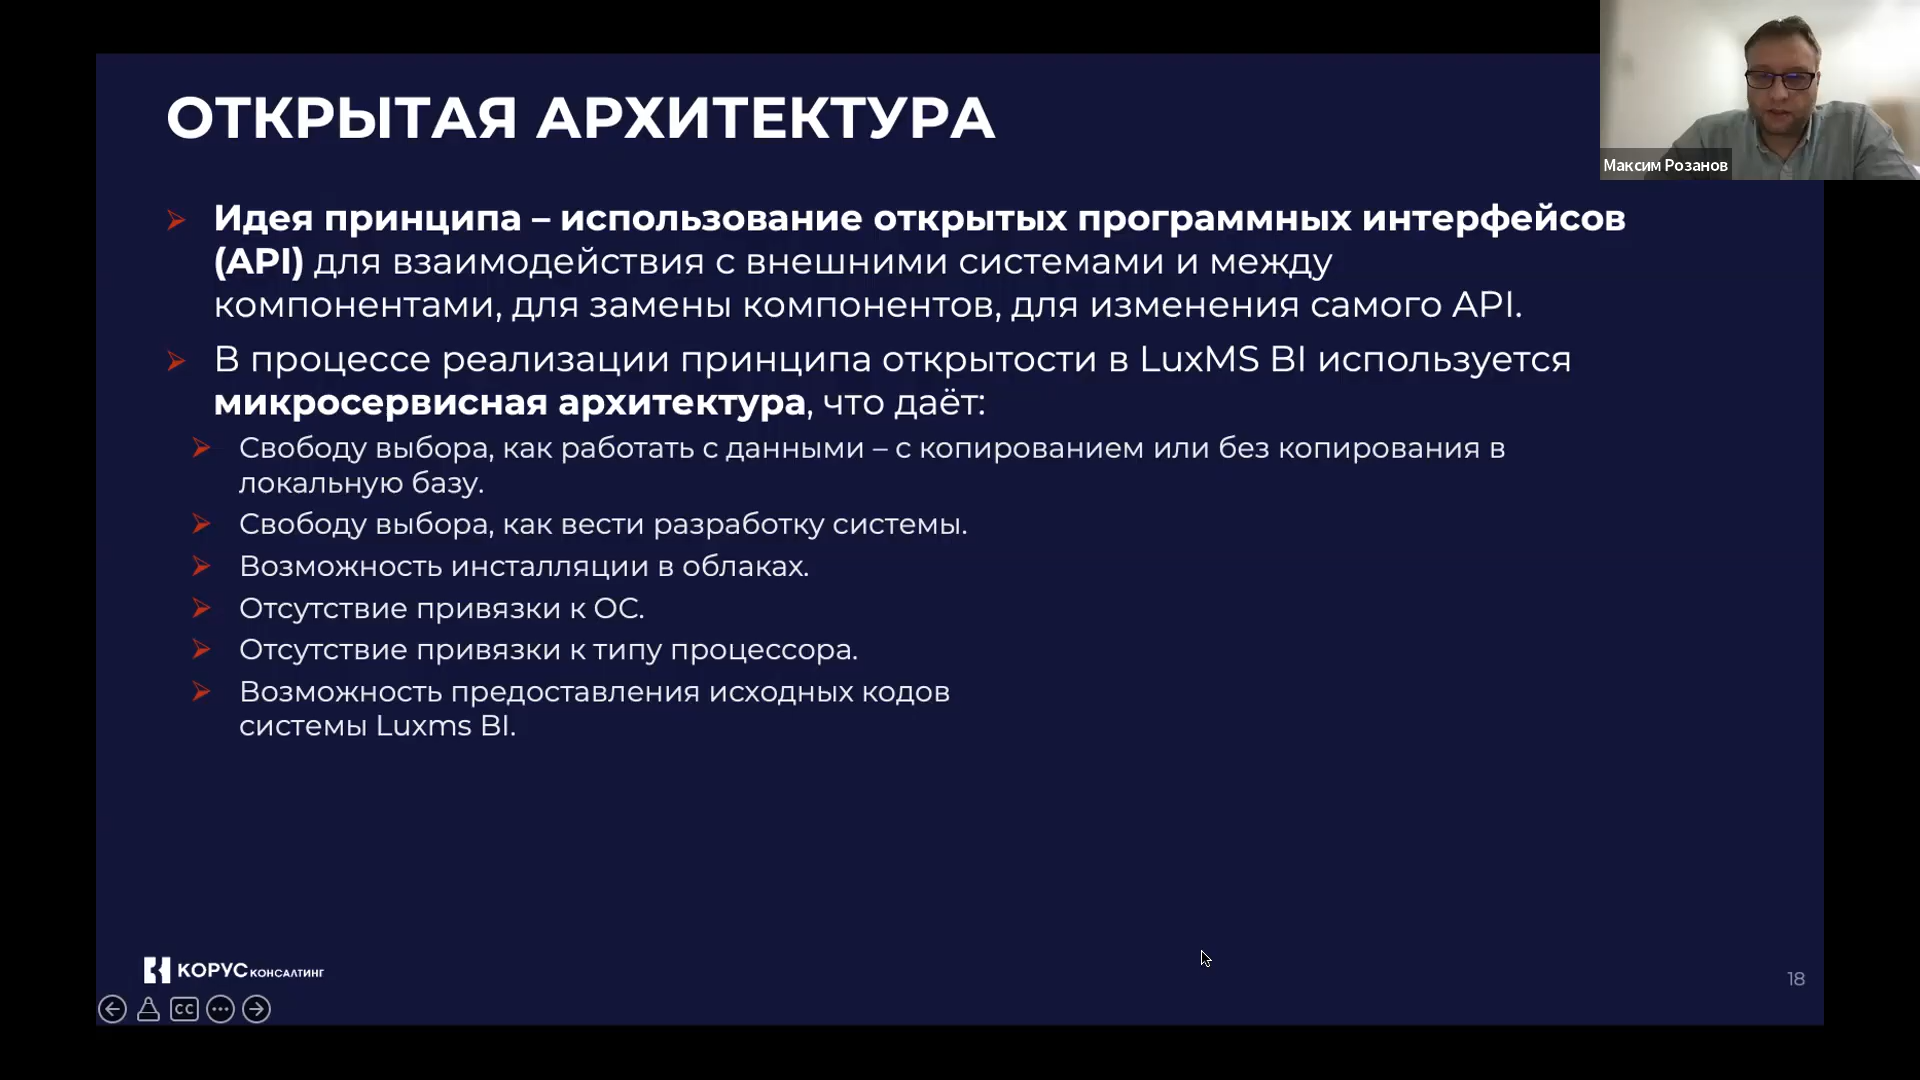 ОТКРЫТАЯ АРХИТЕКТУРА
Максим Розанов
Идея принципа – использование открытых программных интерфейсов
(API) для взаимодействия с внешними системами и между
компонентами, для замены компонентов, для изменения самого API.
В процессе реализации принципа открытости в LuxMS BI используется
микросервисная архитектура, что даёт:
Свободу выбора, как работать с данными – с копированием или без копирования в
локальную базу.
Свободу выбора, как вести разработку системы.
Возможность инсталляции в облаках.
Отсутствие привязки к ОС.
Отсутствие привязки к типу процессора.
Возможность предоставления исходных кодов
системы Luxms BI.
КОРУС КОНСАЛТИНГ
18
CC